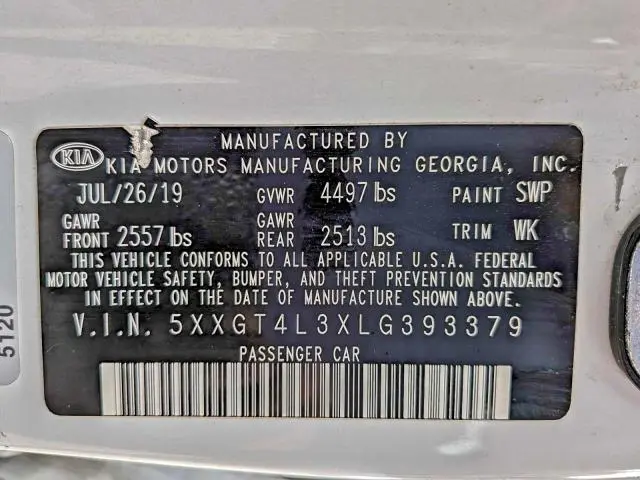 MANUFACTURED BY
KIA KIA MOTORS MANUFACTURING GEORGIA, INC.
JUL/26/19 GVWR 4497 lbs PAINT SWP
GAWR FRONT 2557 lbs GAWR REAR 2513 lbs TRIM WK
THIS VEHICLE CONFORMS TO ALL APPLICABLE U.S.A. FEDERAL
MOTOR VEHICLE SAFETY, BUMPER, AND THEFT PREVENTION STANDARDS
IN EFFECT ON THE DATE OF MANUFACTURE SHOWN ABOVE.
V.I.N. 5XXGT4L3XLG393379
PASSENGER CAR
5120